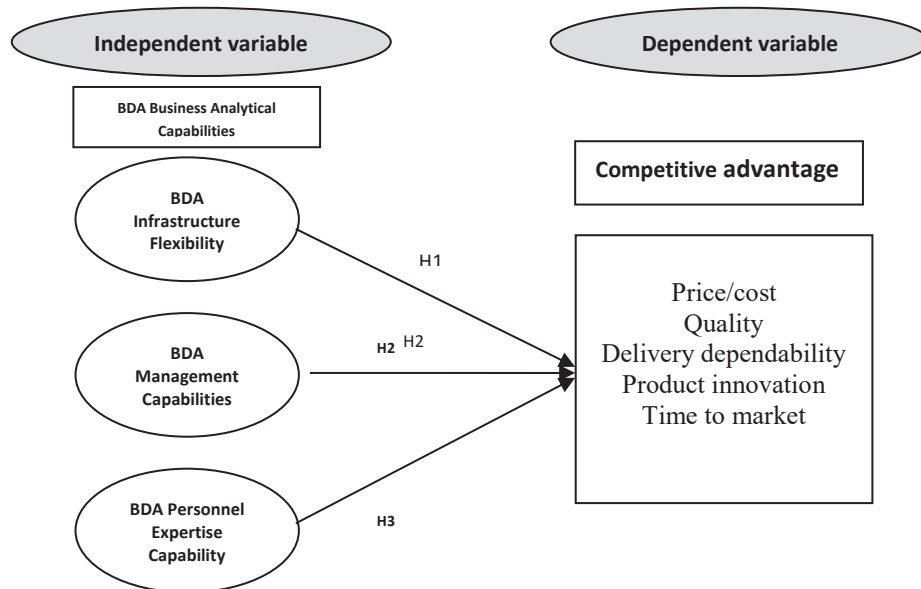 Independent variable
Dependent variable
BDA Business Analytical
Capabilities
Competitive advantage
BDA
Infrastructure
Flexibility
H1
Price/cost
Quality
Delivery dependability
Product innovation
Time to market
BDA
Management
Capabilities
H2 H2
BDA Personnel
Expertise
Capability
H3